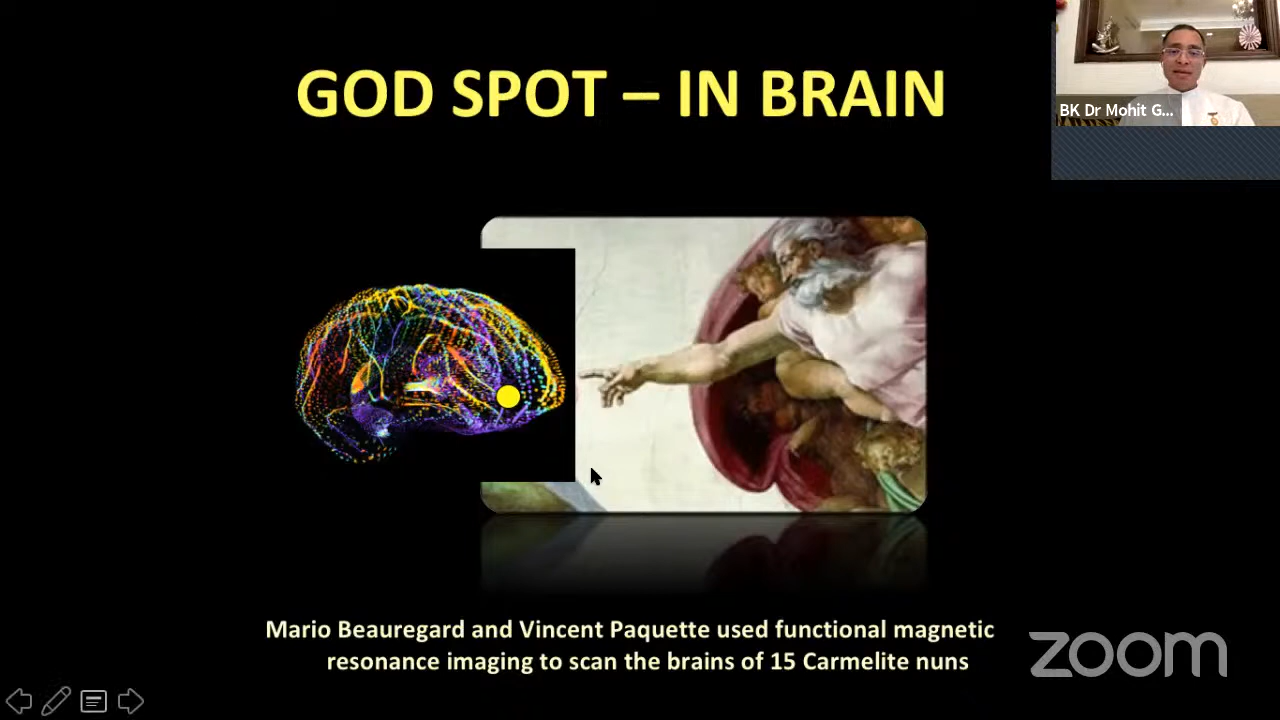 GOD SPOT – IN BRAIN
BK Dr Mohit G...
Mario Beauregard and Vincent Paquette used functional magnetic
resonance imaging to scan the brains of 15 Carmelite nuns
zoom